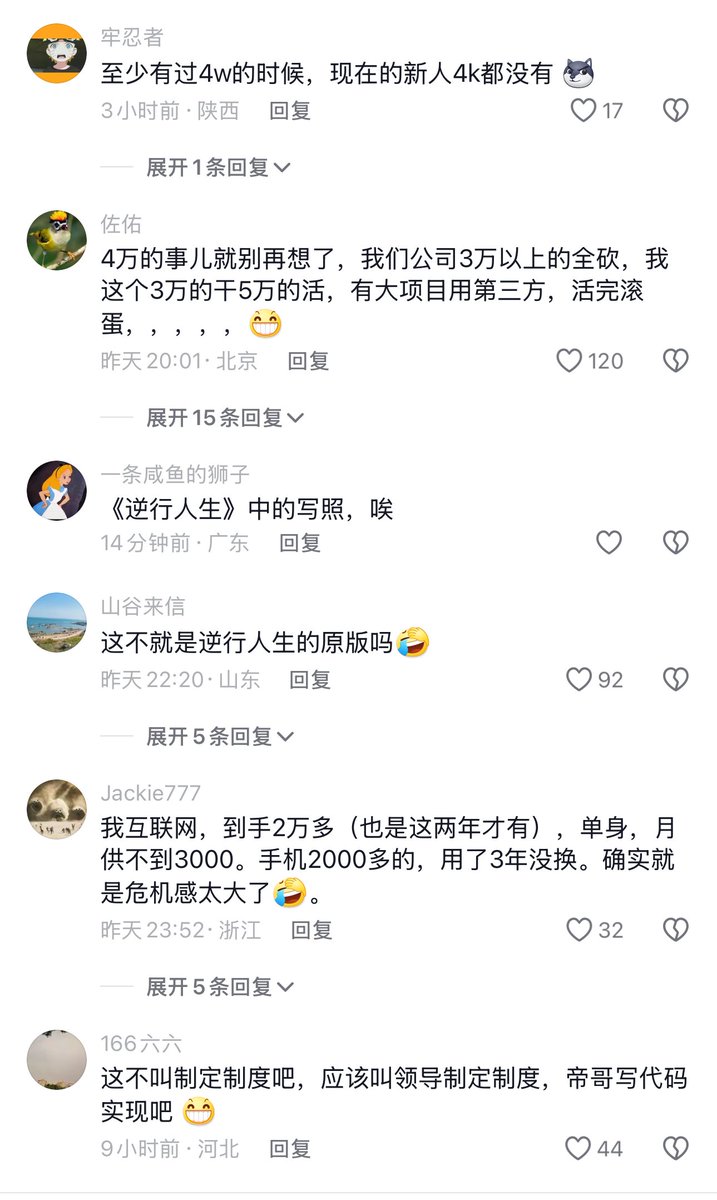 牢忍者
至少有过4w的时候，现在的新人4k都没有
3小时前·陕西 回复 17
展开1条回复
佐佑
4万的事儿就别再想了，我们公司3万以上的全砍，我
这个3万的干5万的活，有大项目用第三方，活完滚
蛋，，，，，
昨天20:01·北京 回复 120
展开15条回复
一条咸鱼的狮子
《逆行人生》中的写照，唉
14分钟前·广东 回复
山谷来信
这不就是逆行人生的原版吗
昨天22:20·山东 回复 92
展开5条回复
Jackie777
我互联网，到手2万多（也是这两年才有），单身，月
供不到3000。手机2000多的，用了3年没换。确实就
是危机感太大了。
昨天23:52·浙江 回复 32
展开5条回复
166六六
这不叫制定制度吧，应该叫领导制定制度，帝哥写代码
实现吧
9小时前·河北 回复 44